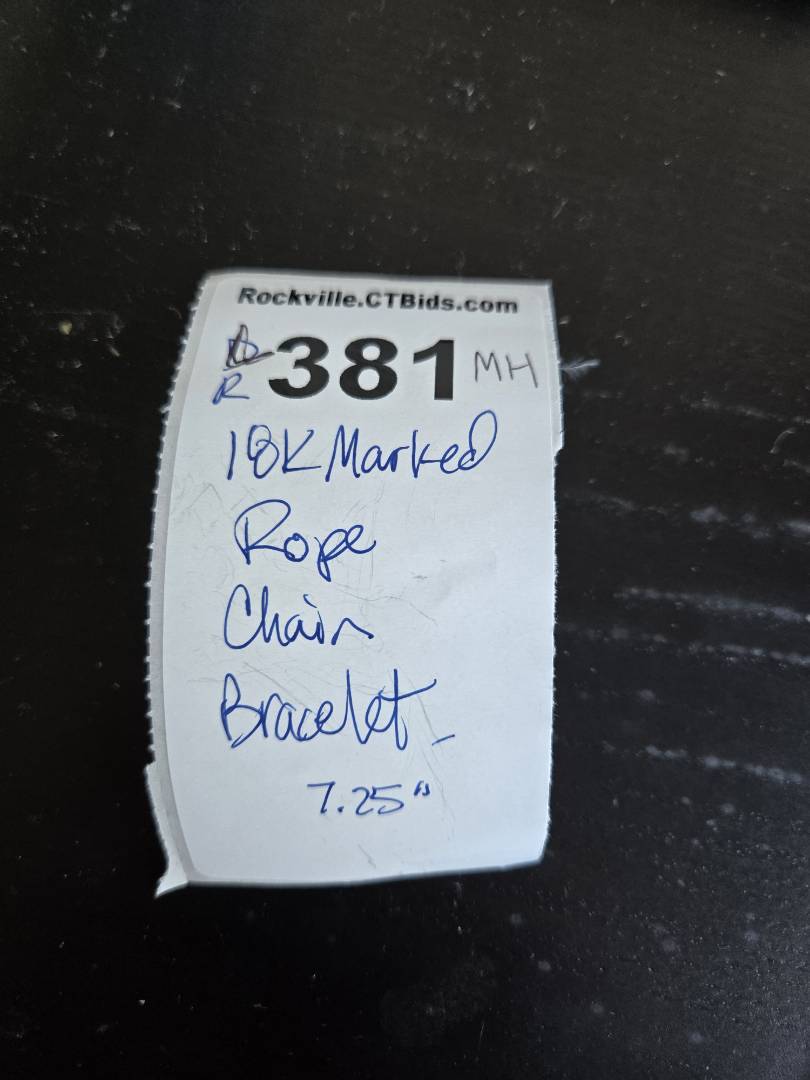 Rockville.CTBids.com
381 MH
R
18K Marked
Rope
Chain
Bracelet -
7.25"